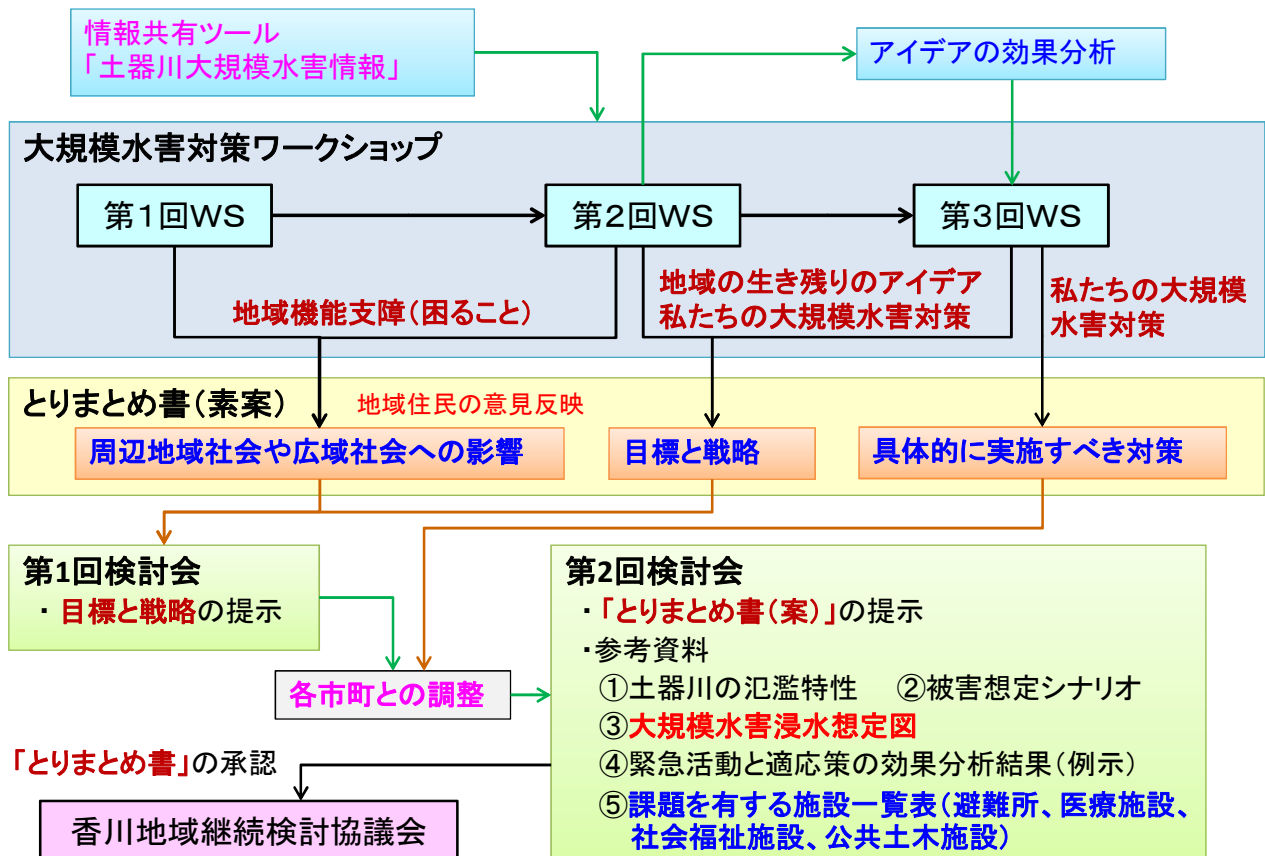 情報共有ツール
「土器川大規模水害情報」
アイデアの効果分析
大規模水害対策ワークショップ
第１回WS
第２回WS
第３回WS
地域機能支障（困ること）
地域の生き残りのアイデア
私たちの大規模水害対策
私たちの大規模
水害対策
とりまとめ書（素案）
地域住民の意見反映
周辺地域社会や広域社会への影響
目標と戦略
具体的に実施すべき対策
第1回検討会
・目標と戦略の提示
各市町との調整
第2回検討会
・「とりまとめ書（案）」の提示
・参考資料
①土器川の氾濫特性　②被害想定シナリオ
③大規模水害浸水想定図
④緊急活動と適応策の効果分析結果（例示）
⑤課題を有する施設一覧表（避難所、医療施設、
社会福祉施設、公共土木施設）
「とりまとめ書」の承認
香川地域継続検討協議会